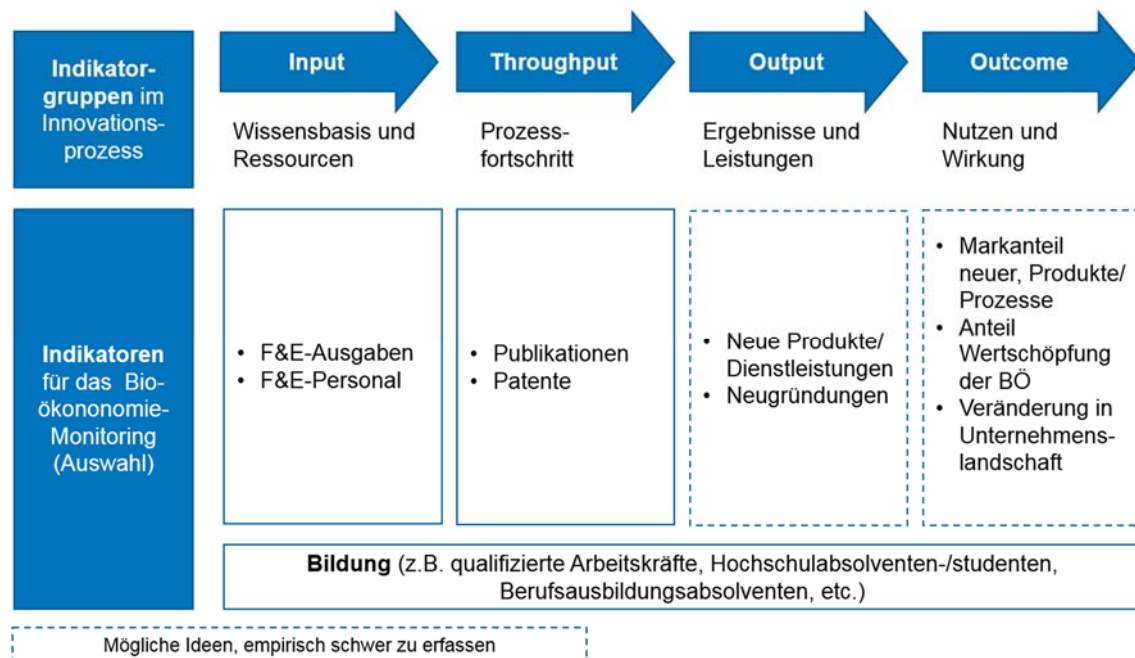 Indikator-
gruppen im
Innovations-
prozess
Input
Throughput
Output
Outcome
Wissensbasis und
Ressourcen
Prozess-
fortschritt
Ergebnisse und
Leistungen
Nutzen und
Wirkung
Indikatoren
für das Bio-
ökononomie-
Monitoring
(Auswahl)
• F&E-Ausgaben
• F&E-Personal
• Publikationen
• Patente
• Neue Produkte/
Dienstleistungen
• Neugründungen
• Markanteil
neuer, Produkte/
Prozesse
• Anteil
Wertschöpfung
der BÖ
• Veränderung in
Unternehmens-
landschaft
Bildung (z.B. qualifizierte Arbeitskräfte, Hochschulabsolventen-/studenten,
Berufsausbildungsabsolventen, etc.)
Mögliche Ideen, empirisch schwer zu erfassen